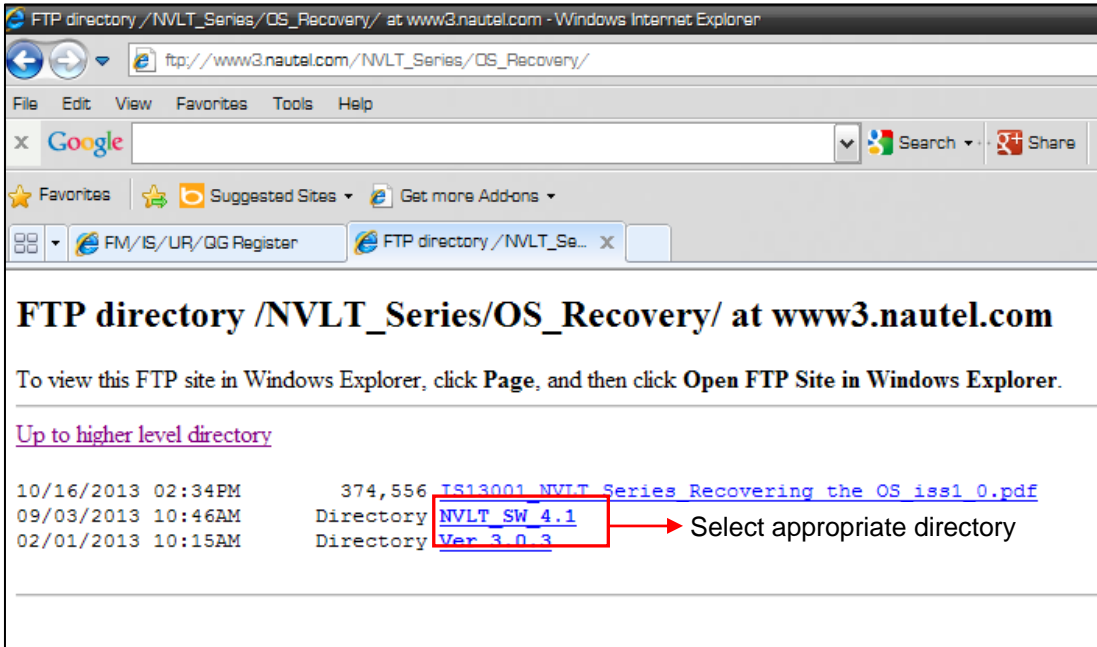 FTP directory /NVLT_Series/OS_Recovery/ at www3.nautel.com - Windows Internet Explorer
ftp://www3.nautel.com/NVLT_Series/OS_Recovery/
File Edit View Favorites Tools Help
x Google Search Share
Favorites Suggested Sites Get more Add-ons
FM/IS/UR/QG Register FTP directory /NVLT_Se... X
FTP directory /NVLT_Series/OS_Recovery/ at www3.nautel.com
To view this FTP site in Windows Explorer, click Page, and then click Open FTP Site in Windows Explorer.
Up to higher level directory
10/16/2013 02:34PM 374,556 IS13001_NVLT_Series_Recovering_the_OS_iss1_0.pdf
09/03/2013 10:46AM Directory NVLT_SW_4.1
Select appropriate directory
02/01/2013 10:15AM Directory Ver_3.0.3